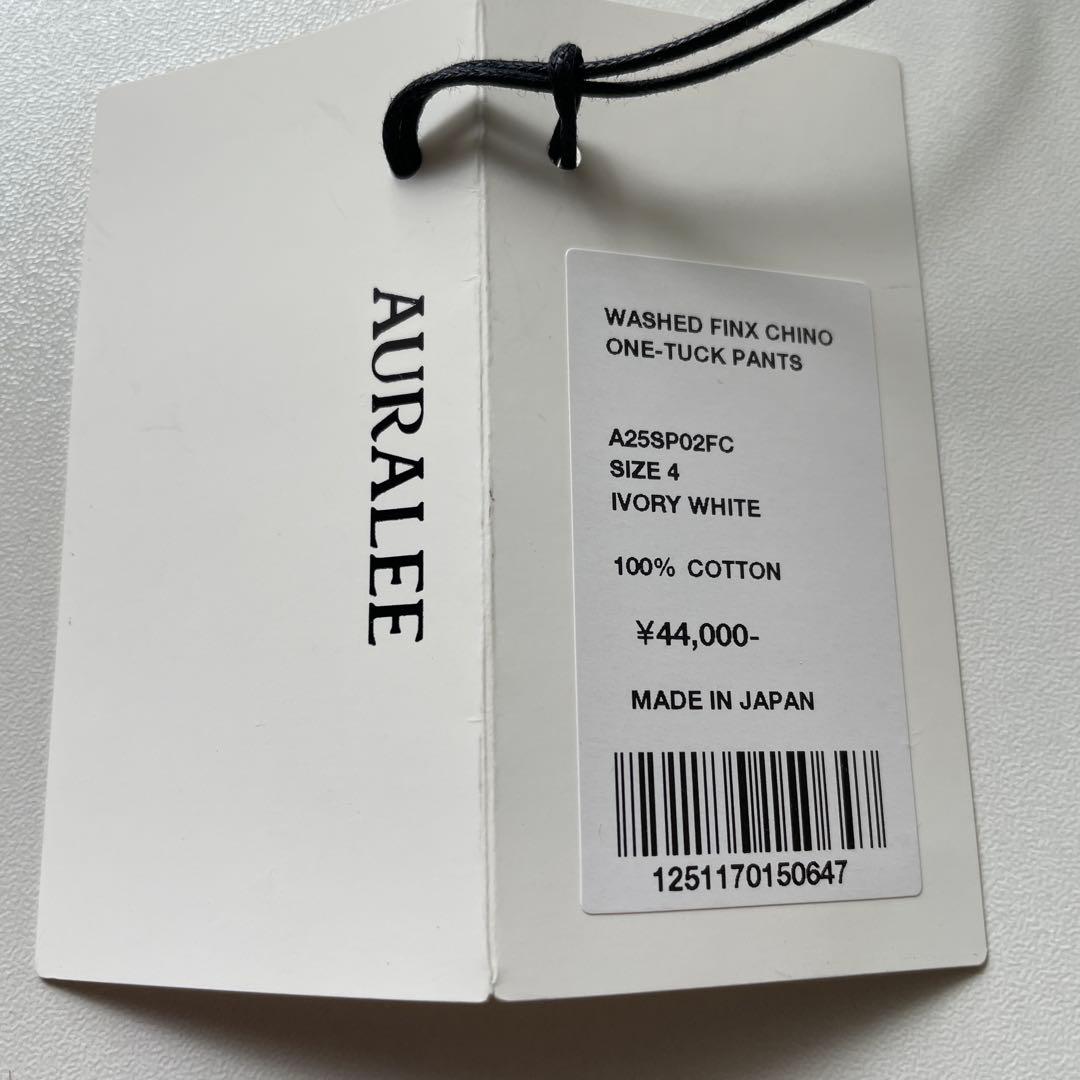 AURALEE
WASHED FINX CHINO
ONE-TUCK PANTS
A25SP02FC
SIZE 4
IVORY WHITE
100% COTTON
¥44,000-
MADE IN JAPAN
1251170150647